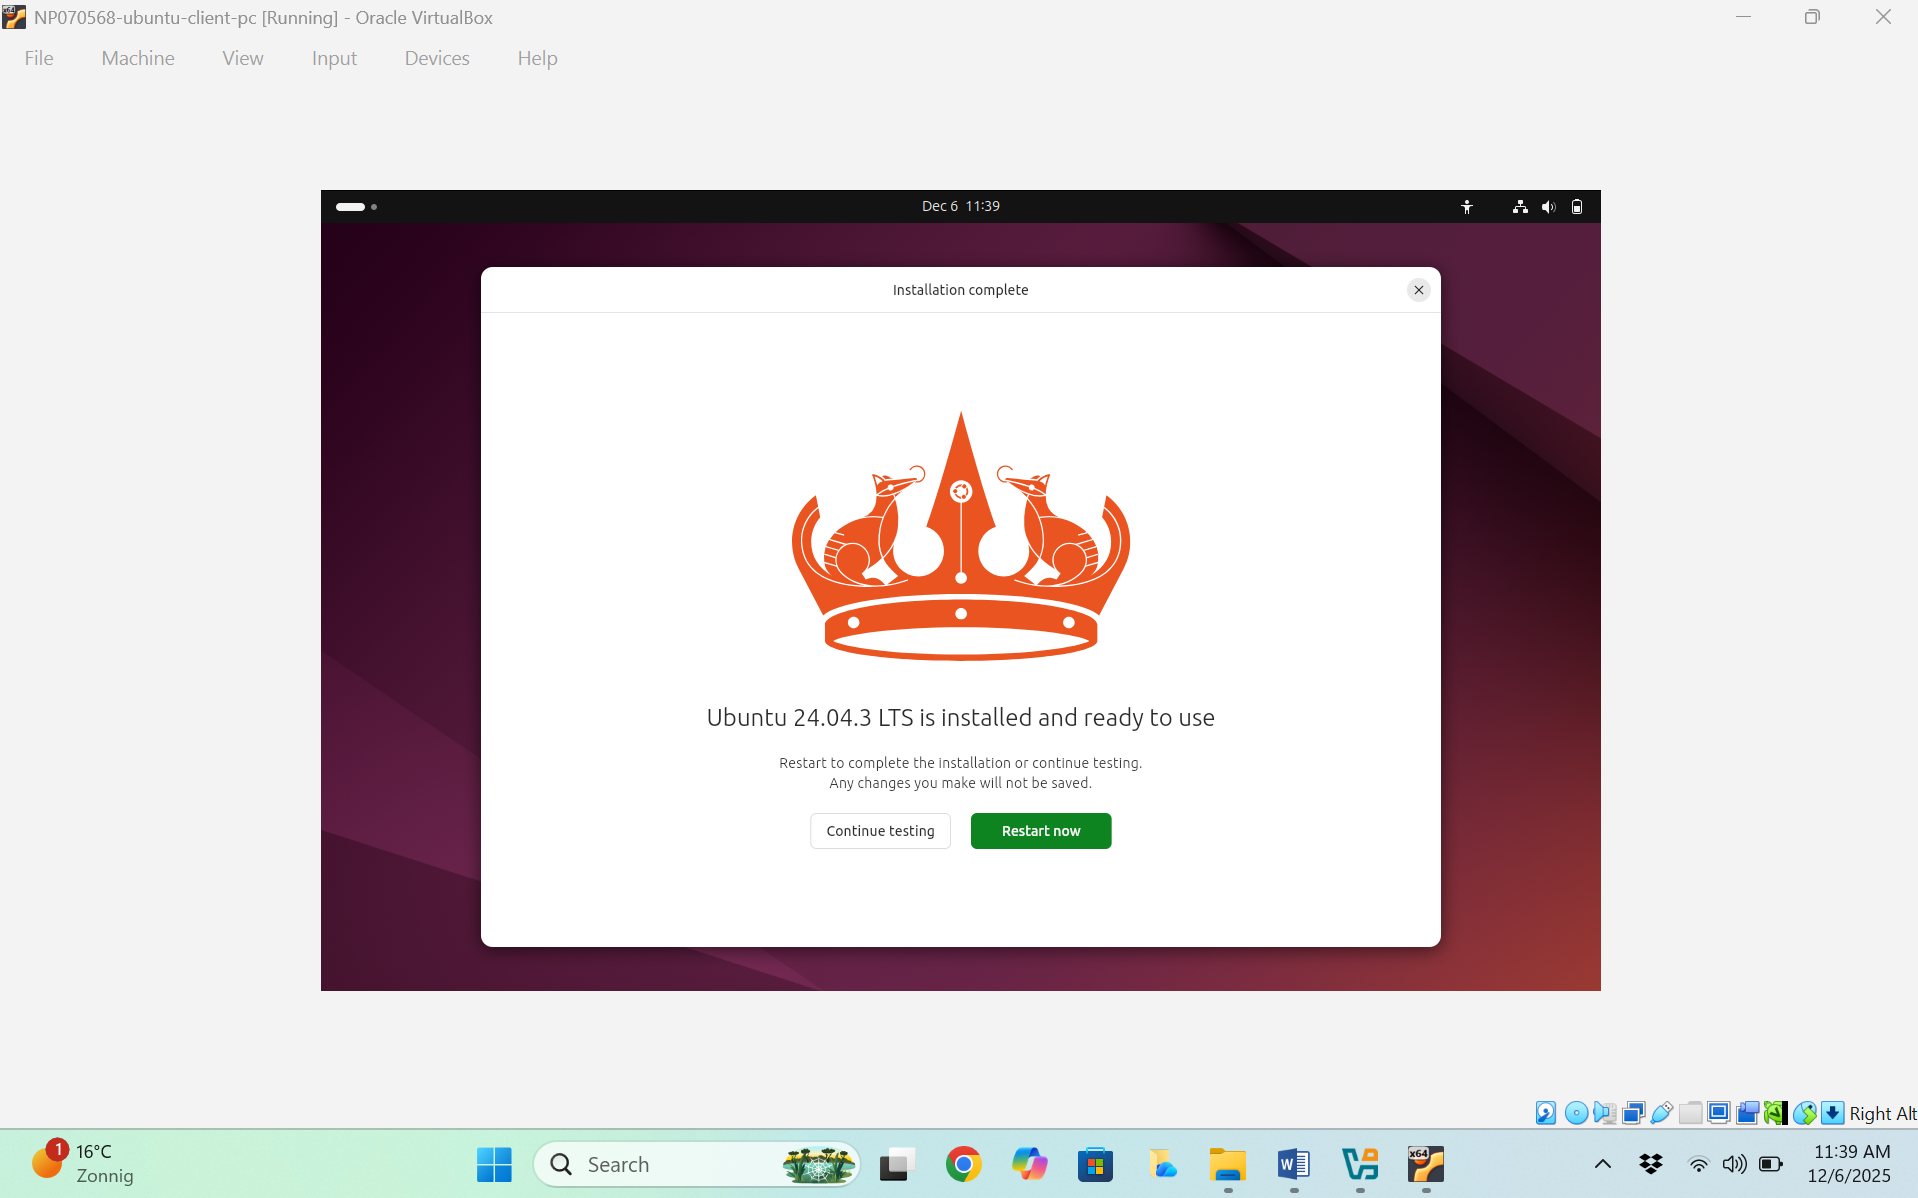 NP070568-ubuntu-client-pc [Running] - Oracle VirtualBox
File Machine View Input Devices Help
Dec 6 11:39
Installation complete
Ubuntu 24.04.3 LTS is installed and ready to use
Restart to complete the installation or continue testing.
Any changes you make will not be saved.
Continue testing Restart now
Right Alt
1
16°C
Zonnig
Search
x64
11:39 AM
12/6/2025